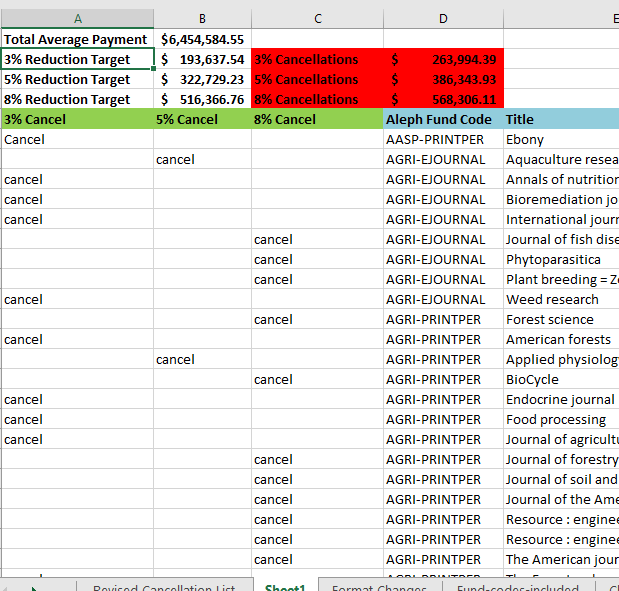 A B C D E
Total Average Payment $6,454,584.55
3% Reduction Target $ 193,637.54 3% Cancellations $ 263,994.39
5% Reduction Target $ 322,729.23 5% Cancellations $ 386,343.93
8% Reduction Target $ 516,366.76 8% Cancellations $ 568,306.11
3% Cancel 5% Cancel 8% Cancel Aleph Fund Code Title
Cancel AASP-PRINTPER Ebony
cancel AGRI-EJOURNAL Aquaculture resea
cancel AGRI-EJOURNAL Annals of nutrition
cancel AGRI-EJOURNAL Bioremediation jo
cancel AGRI-EJOURNAL International journ
cancel AGRI-EJOURNAL Journal of fish dise
cancel AGRI-EJOURNAL Phytoparasitica
cancel AGRI-EJOURNAL Plant breeding = Ze
cancel AGRI-EJOURNAL Weed research
cancel AGRI-PRINTPER Forest science
cancel AGRI-PRINTPER American forests
cancel AGRI-PRINTPER Applied physiolog
cancel AGRI-PRINTPER BioCycle
cancel AGRI-PRINTPER Endocrine journal
cancel AGRI-PRINTPER Food processing
cancel AGRI-PRINTPER Journal of agricultu
cancel AGRI-PRINTPER Journal of forestry
cancel AGRI-PRINTPER Journal of soil and
cancel AGRI-PRINTPER Journal of the Ame
cancel AGRI-PRINTPER Resource : enginee
cancel AGRI-PRINTPER Resource : enginee
cancel AGRI-PRINTPER The American jour
Revised Cancellation List Sheet1 Format Changes Fund-codes-included